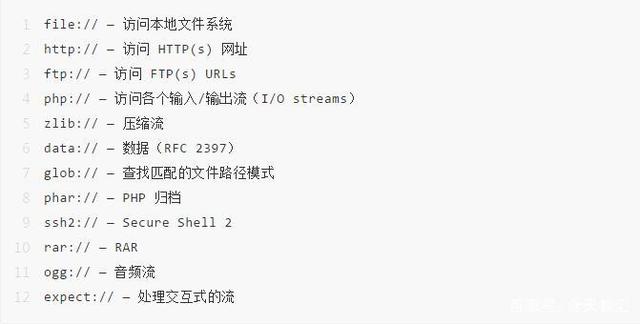 1 file:// — 访问本地文件系统
2 http:// — 访问 HTTP(s) 网址
3 ftp:// — 访问 FTP(s) URLs
4 php:// — 访问各个输入/输出流（I/O streams）
5 zlib:// — 压缩流
6 data:// — 数据（RFC 2397）
7 glob:// — 查找匹配的文件路径模式
8 phar:// — PHP 归档
9 ssh2:// — Secure Shell 2
10 rar:// — RAR
11 ogg:// — 音频流
12 expect:// — 处理交互式的流